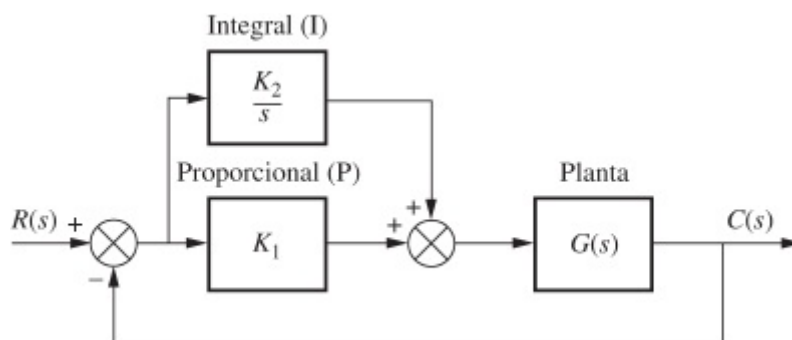 Integral (I)
K₂
s
Proporcional (P)
Planta
R(s) +
+
+
C(s)
K₁
G(s)
−